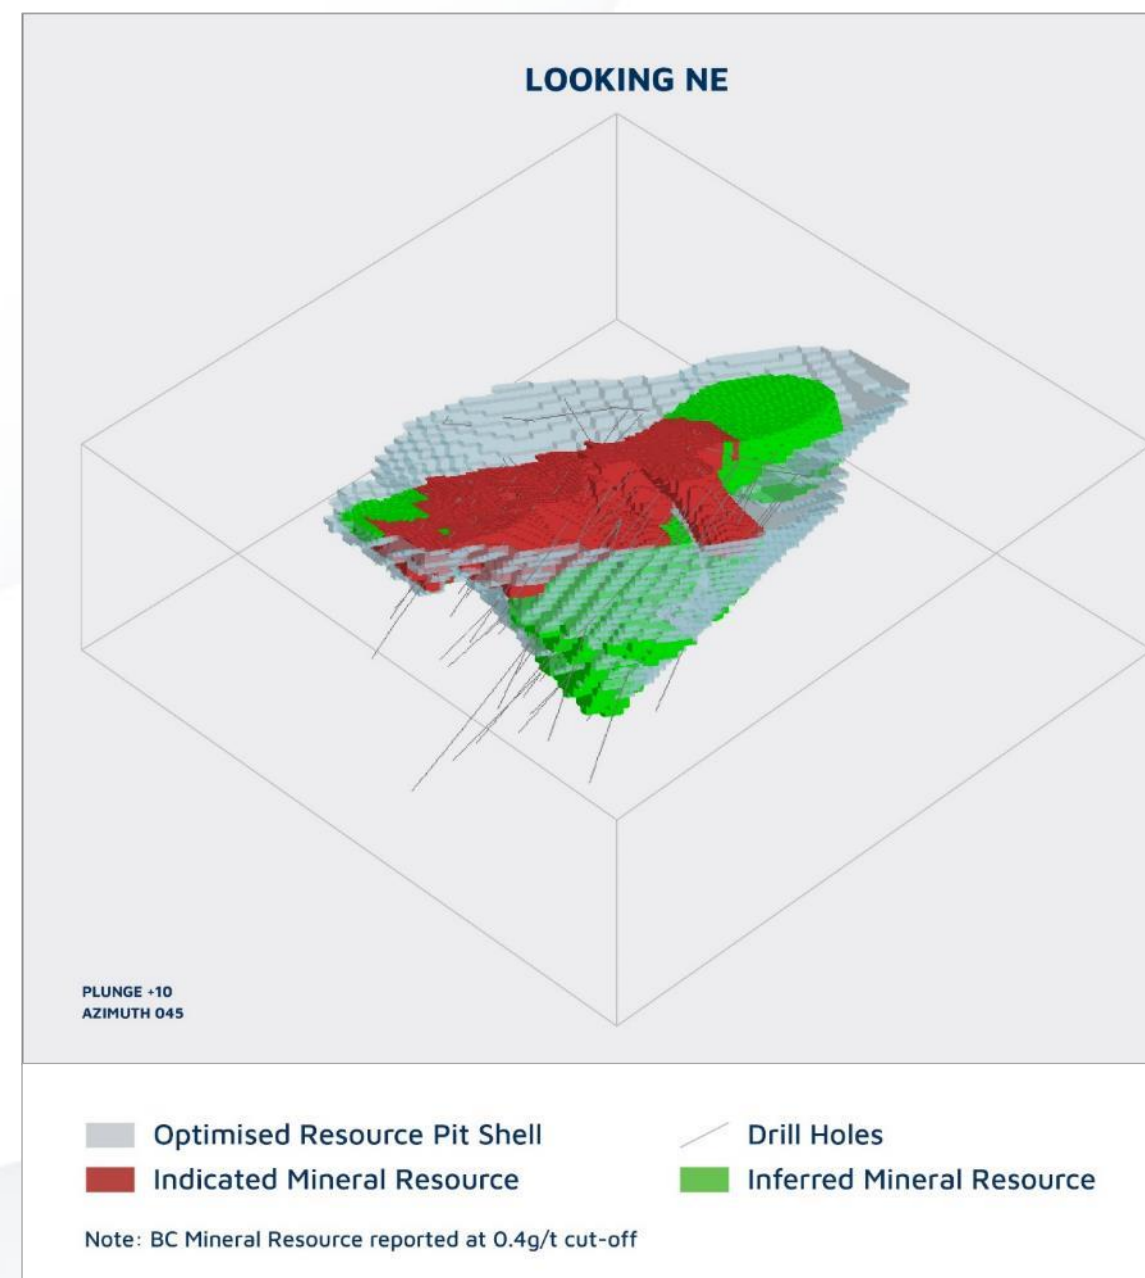 LOOKING NE
PLUNGE +10
AZIMUTH 045
Optimised Resource Pit Shell
Drill Holes
Indicated Mineral Resource
Inferred Mineral Resource
Note: BC Mineral Resource reported at 0.4g/t cut-off